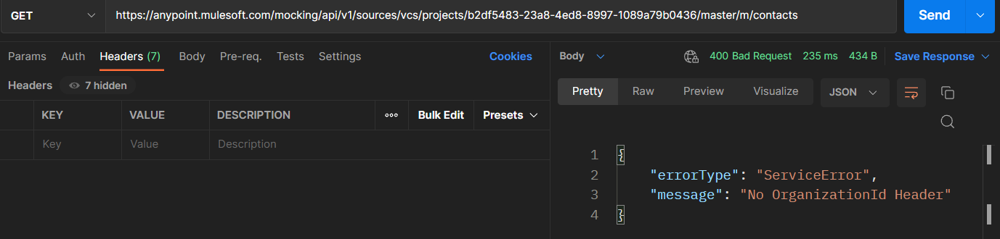 GET https://anypoint.mulesoft.com/mocking/api/v1/sources/vcs/projects/b2df5483-23a8-4ed8-8997-1089a79b0436/master/m/contacts Send
Params Auth Headers (7) Body Pre-req. Tests Settings Cookies
Headers 7 hidden
KEY VALUE DESCRIPTION ooo Bulk Edit Presets
Key Value Description
Body 400 Bad Request 235 ms 434 B Save Response
Pretty Raw Preview Visualize JSON
1 {
2 "errorType": "ServiceError",
3 "message": "No OrganizationId Header"
4 }